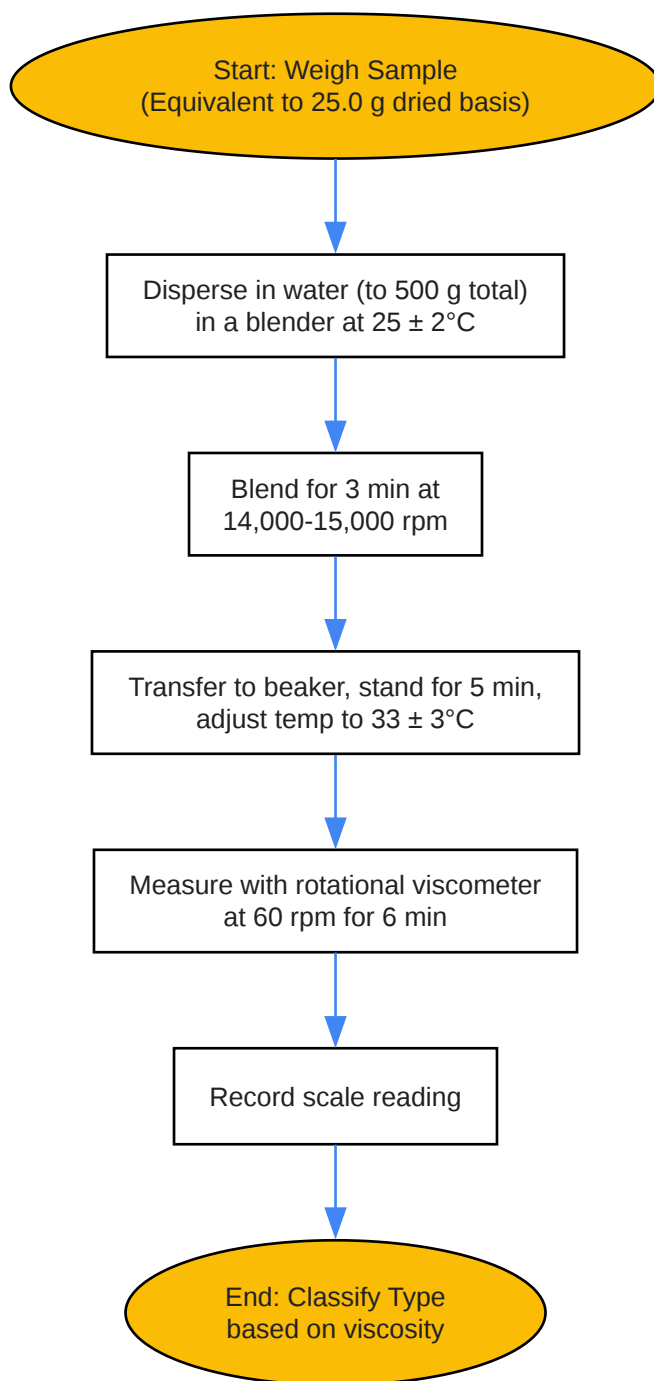 Start: Weigh Sample
(Equivalent to 25.0 g dried basis)
Disperse in water (to 500 g total)
in a blender at 25 ± 2°C
Blend for 3 min at
14,000-15,000 rpm
Transfer to beaker, stand for 5 min,
adjust temp to 33 ± 3°C
Measure with rotational viscometer
at 60 rpm for 6 min
Record scale reading
End: Classify Type
based on viscosity